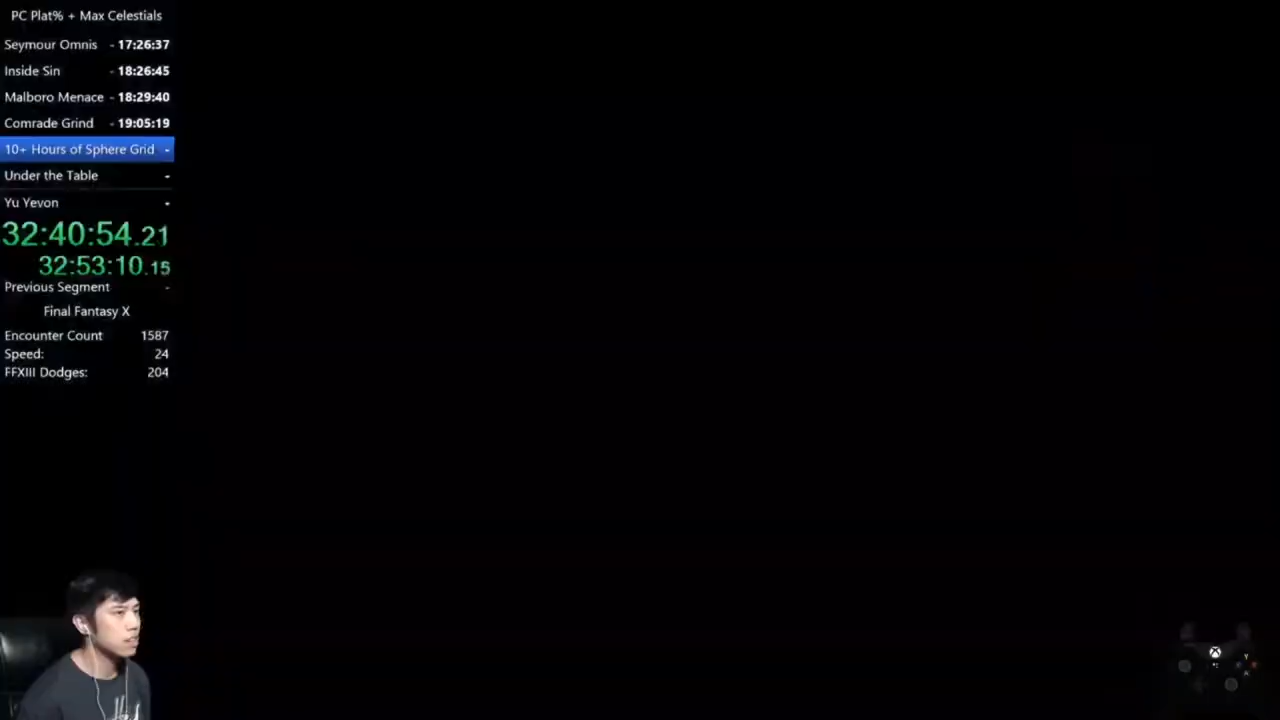 PC Plat% + Max Celestials
Seymour Omnis - 17:26:37
Inside Sin - 18:26:45
Malboro Menace - 18:29:40
Comrade Grind - 19:05:19
10+ Hours of Sphere Grid -
Under the Table -
Yu Yevon -
32:40:54.21
32:53:10.15
Previous Segment -
Final Fantasy X
Encounter Count 1587
Speed: 24
FFXIII Dodges: 204